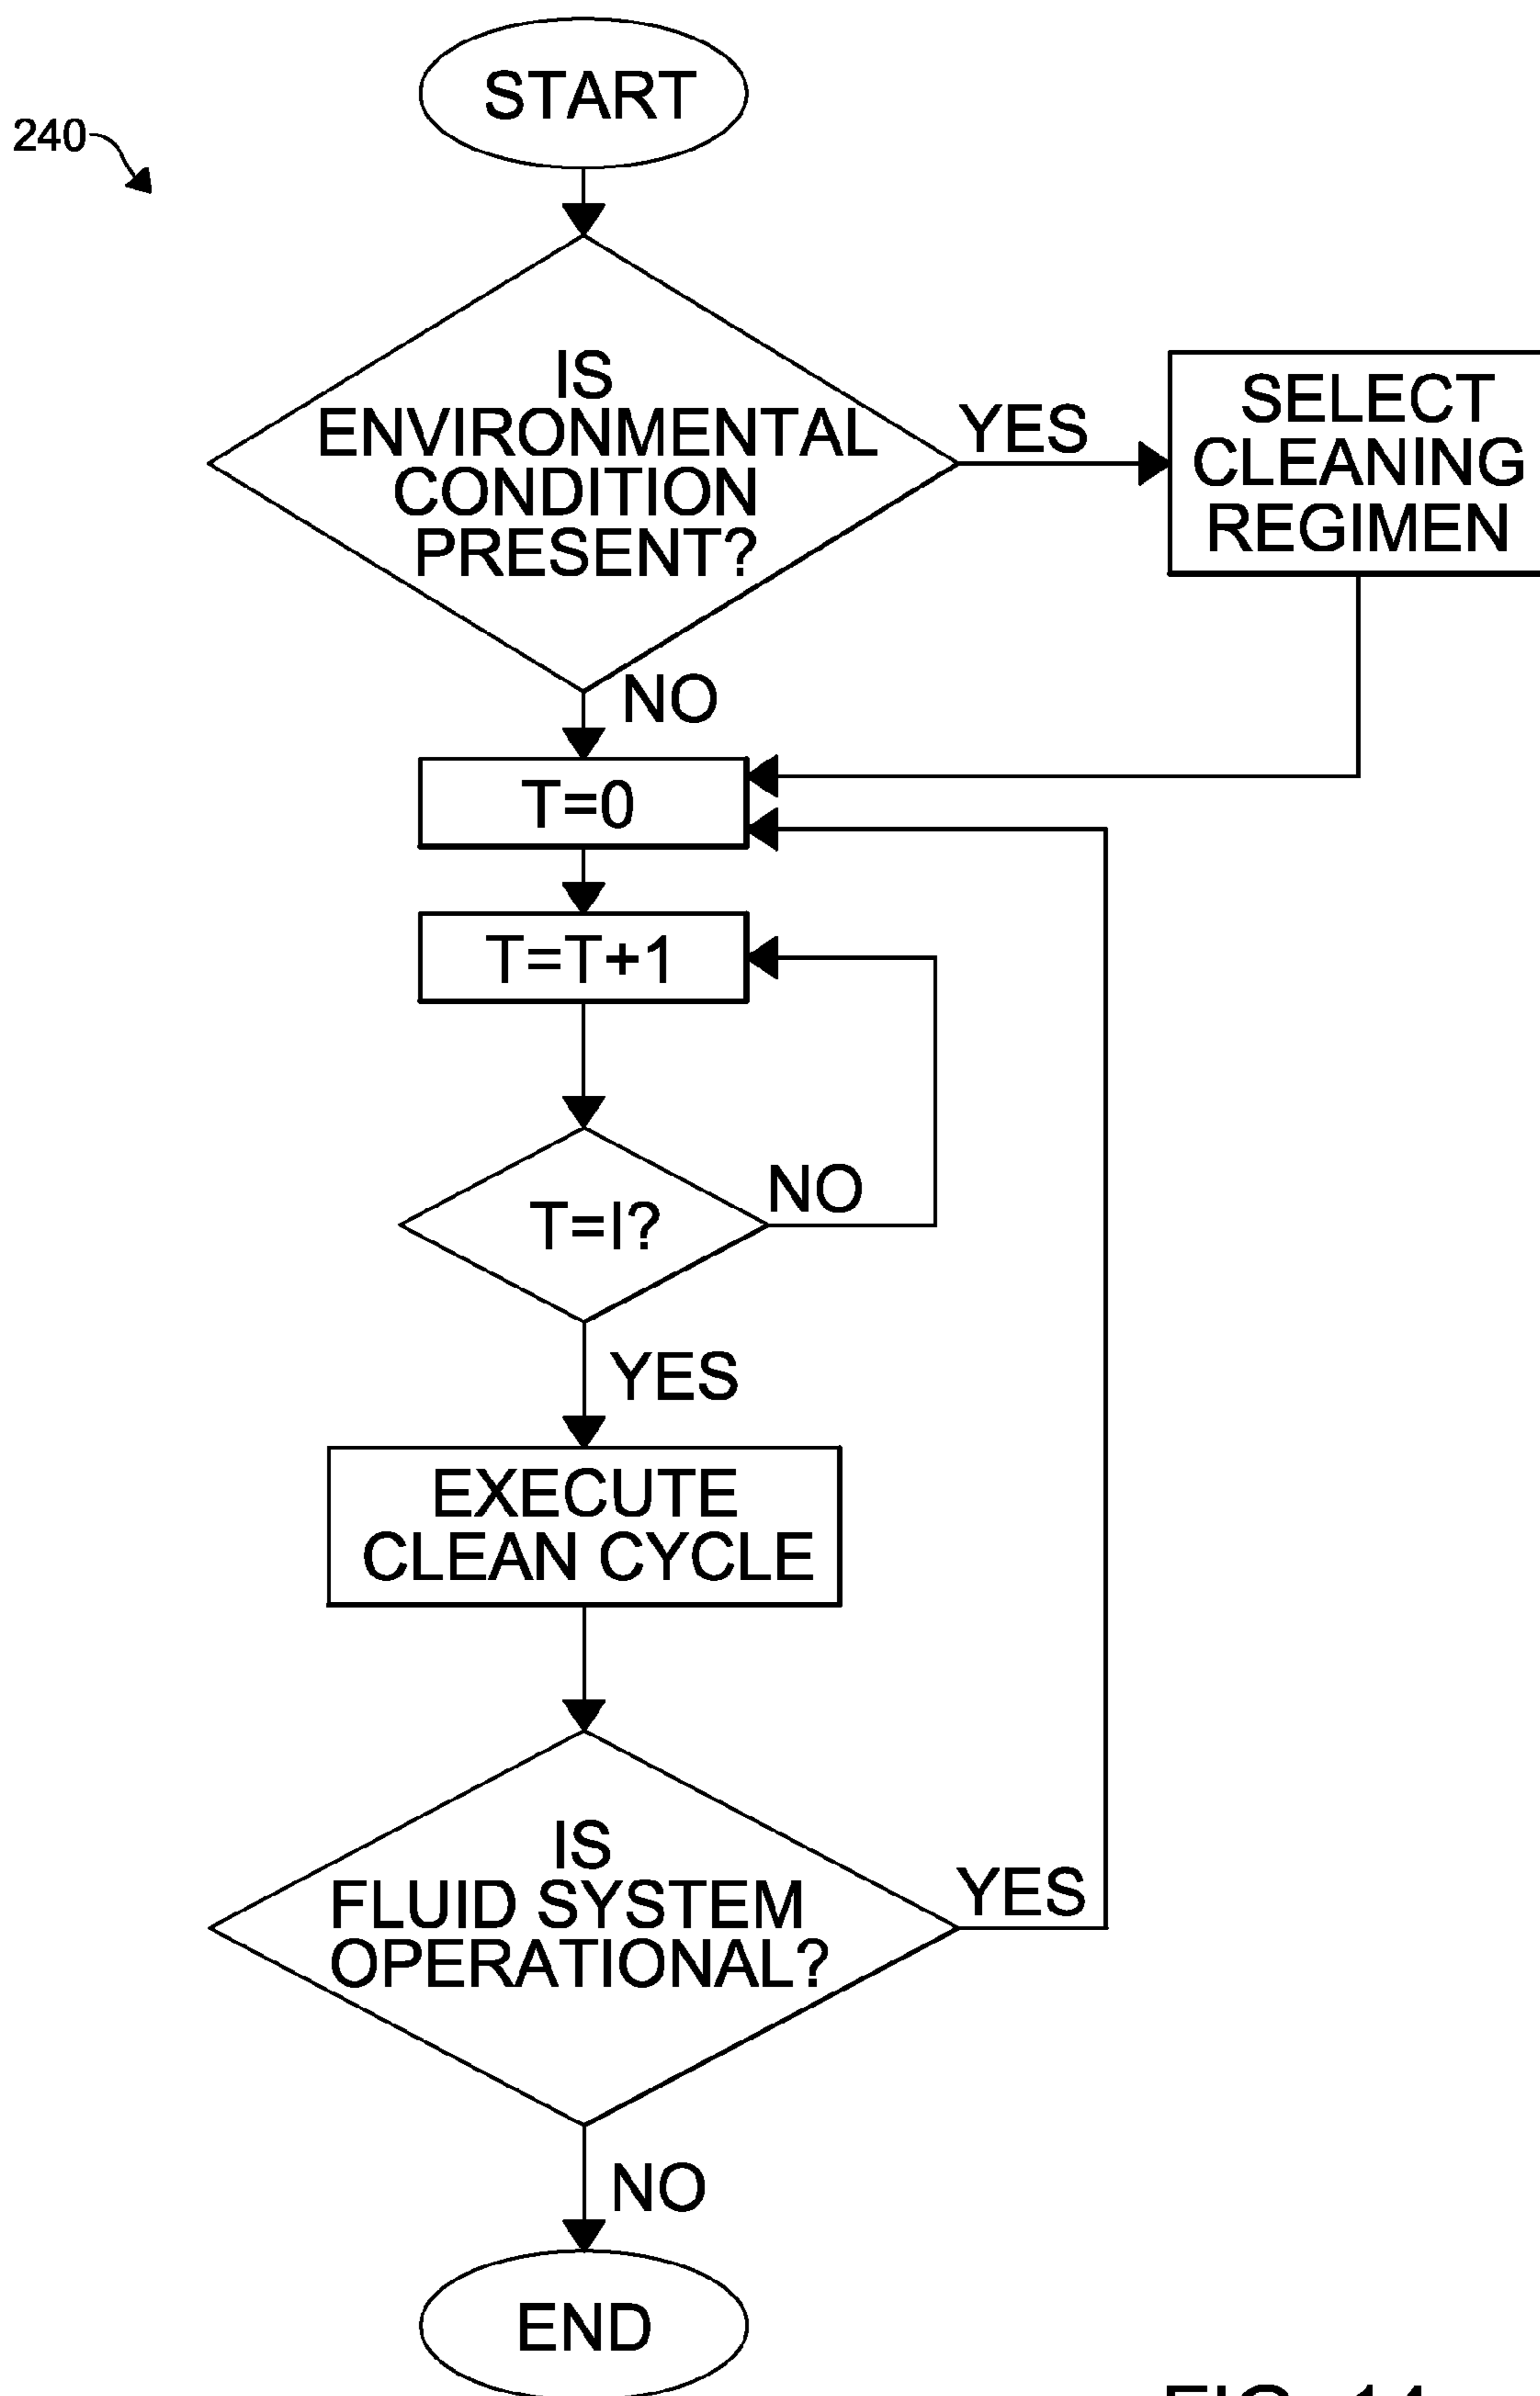 START
240
IS
ENVIRONMENTAL
CONDITION
PRESENT?
YES
SELECT
CLEANING
REGIMEN
NO
T=0
T=T+1
T=I?
NO
YES
EXECUTE
CLEAN CYCLE
IS
FLUID SYSTEM
OPERATIONAL?
YES
NO
END